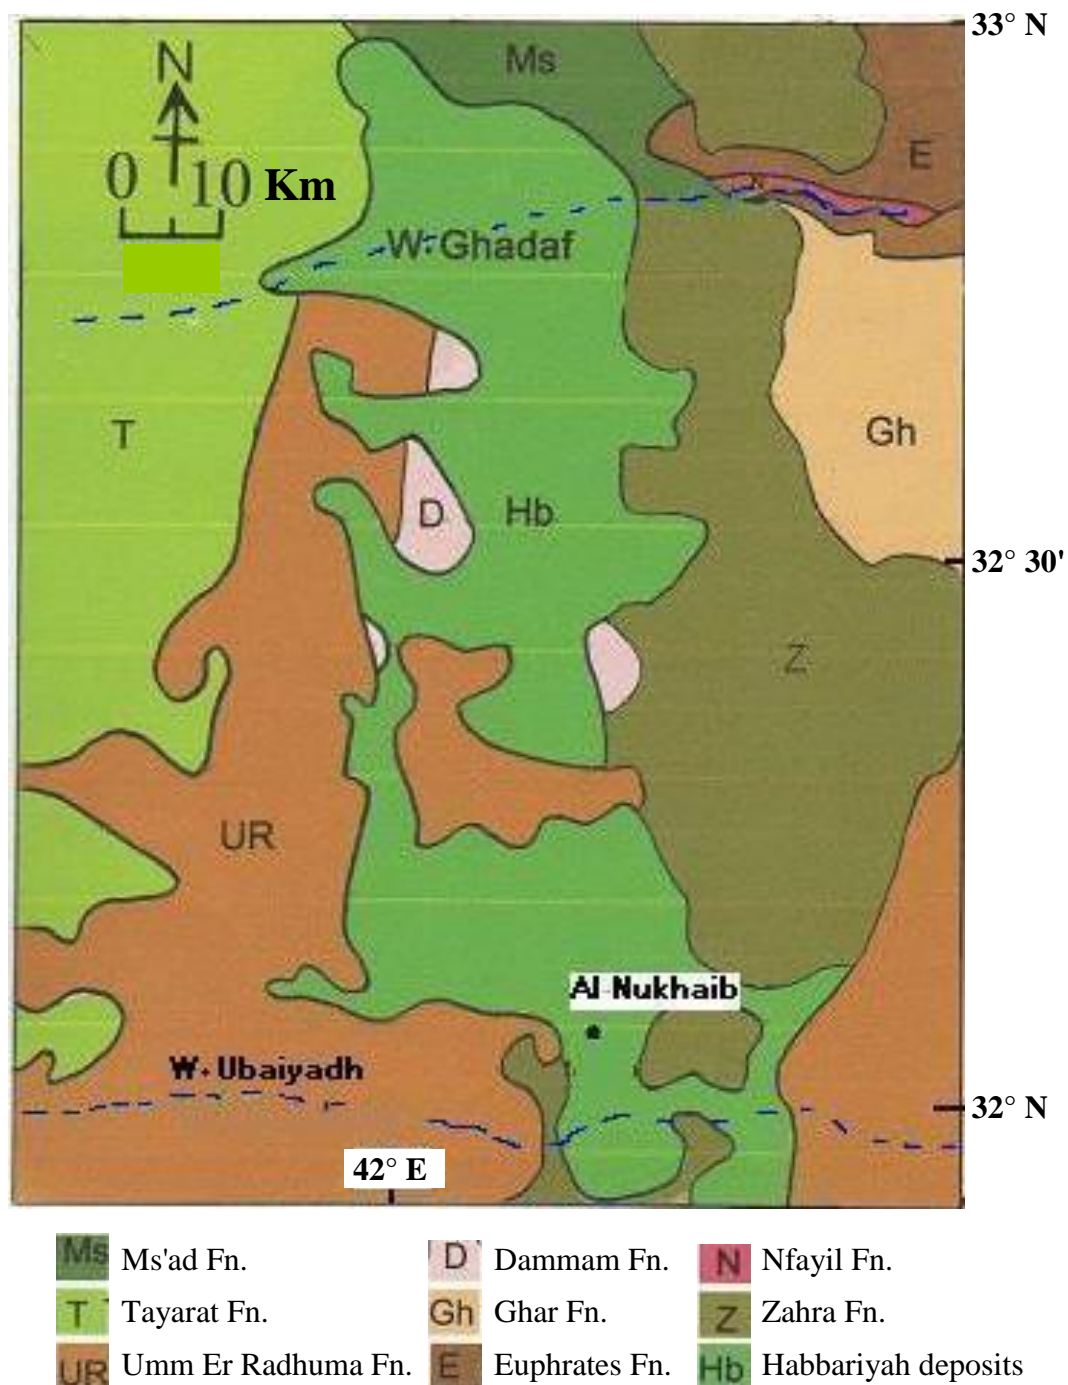 33° N
Ms
N
E
0 10 Km
W. Ghadaf
T
Gh
D
Hb
32° 30'
Z
UR
Al Nukhaib
W. Ubaiyadh
32° N
42° E
Ms Ms'ad Fn. D Dammam Fn. N Nfayil Fn.
T Tayarat Fn. Gh Ghar Fn. Z Zahra Fn.
UR Umm Er Radhuma Fn. E Euphrates Fn. Hb Habbariyah deposits